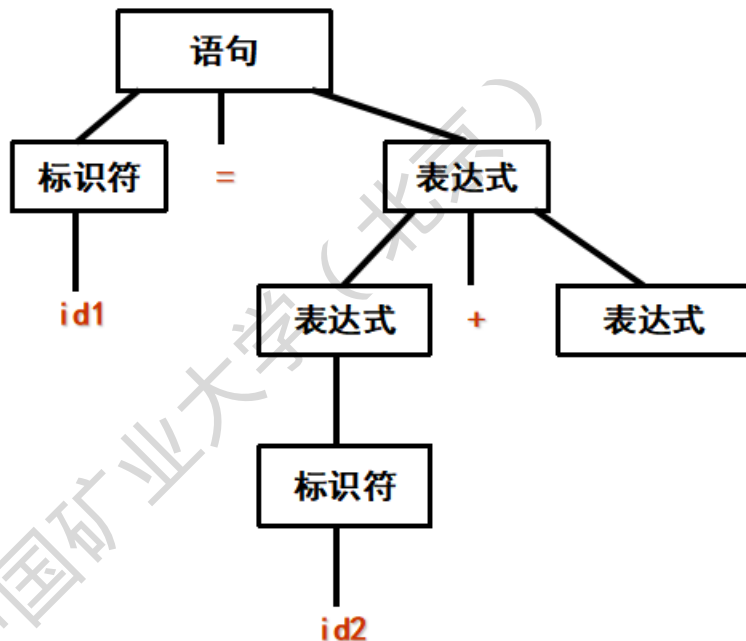 语句
标识符
=
表达式
id1
表达式
+
表达式
标识符
id2
国矿业大学（北京）